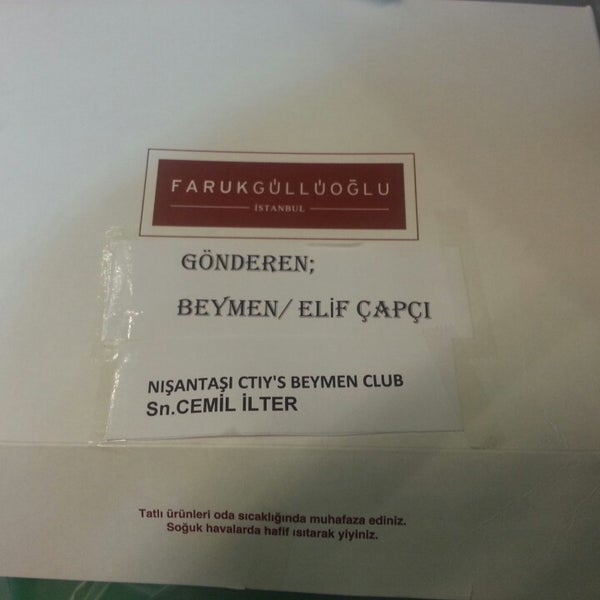 FARUKGÜLLÜOĞLU
İSTANBUL
GÖNDEREN;
BEYMEN/ ELİF ÇAPÇI
NIŞANTAŞI CTIY'S BEYMEN CLUB
Sn.CEMİL İLTER
Tatlı ürünleri oda sıcaklığında muhafaza ediniz.
Soğuk havalarda hafif ısıtarak yiyiniz.